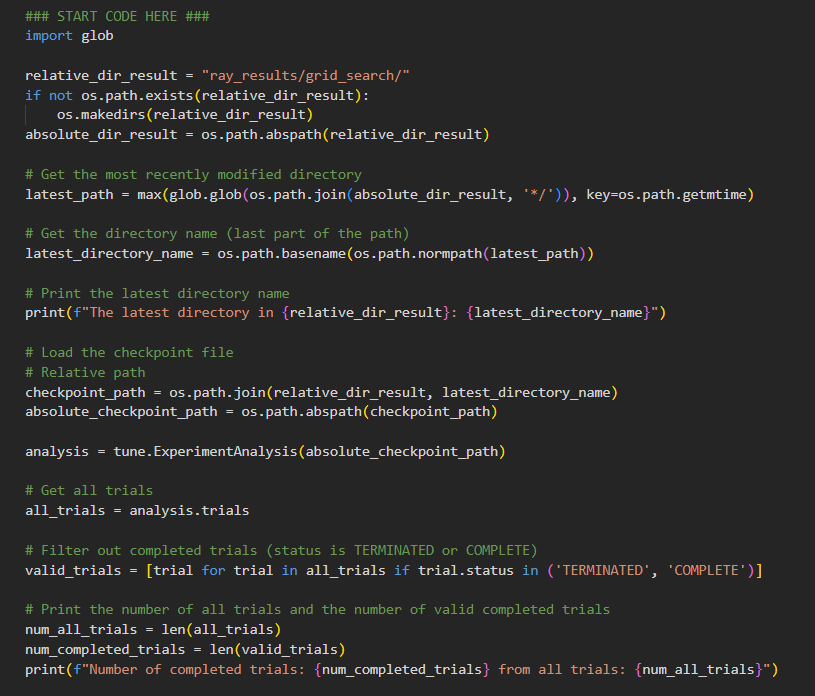 ### START CODE HERE ###
import glob
relative_dir_result = "ray_results/grid_search/"
if not os.path.exists(relative_dir_result):
    os.makedirs(relative_dir_result)
absolute_dir_result = os.path.abspath(relative_dir_result)
# Get the most recently modified directory
latest_path = max(glob.glob(os.path.join(absolute_dir_result, '*/')), key=os.path.getmtime)
# Get the directory name (last part of the path)
latest_directory_name = os.path.basename(os.path.normpath(latest_path))
# Print the latest directory name
print(f"The latest directory in {relative_dir_result}: {latest_directory_name}")
# Load the checkpoint file
# Relative path
checkpoint_path = os.path.join(relative_dir_result, latest_directory_name)
absolute_checkpoint_path = os.path.abspath(checkpoint_path)
analysis = tune.ExperimentAnalysis(absolute_checkpoint_path)
# Get all trials
all_trials = analysis.trials
# Filter out completed trials (status is TERMINATED or COMPLETE)
valid_trials = [trial for trial in all_trials if trial.status in ('TERMINATED', 'COMPLETE')]
# Print the number of all trials and the number of valid completed trials
num_all_trials = len(all_trials)
num_completed_trials = len(valid_trials)
print(f"Number of completed trials: {num_completed_trials} from all trials: {num_all_trials}")